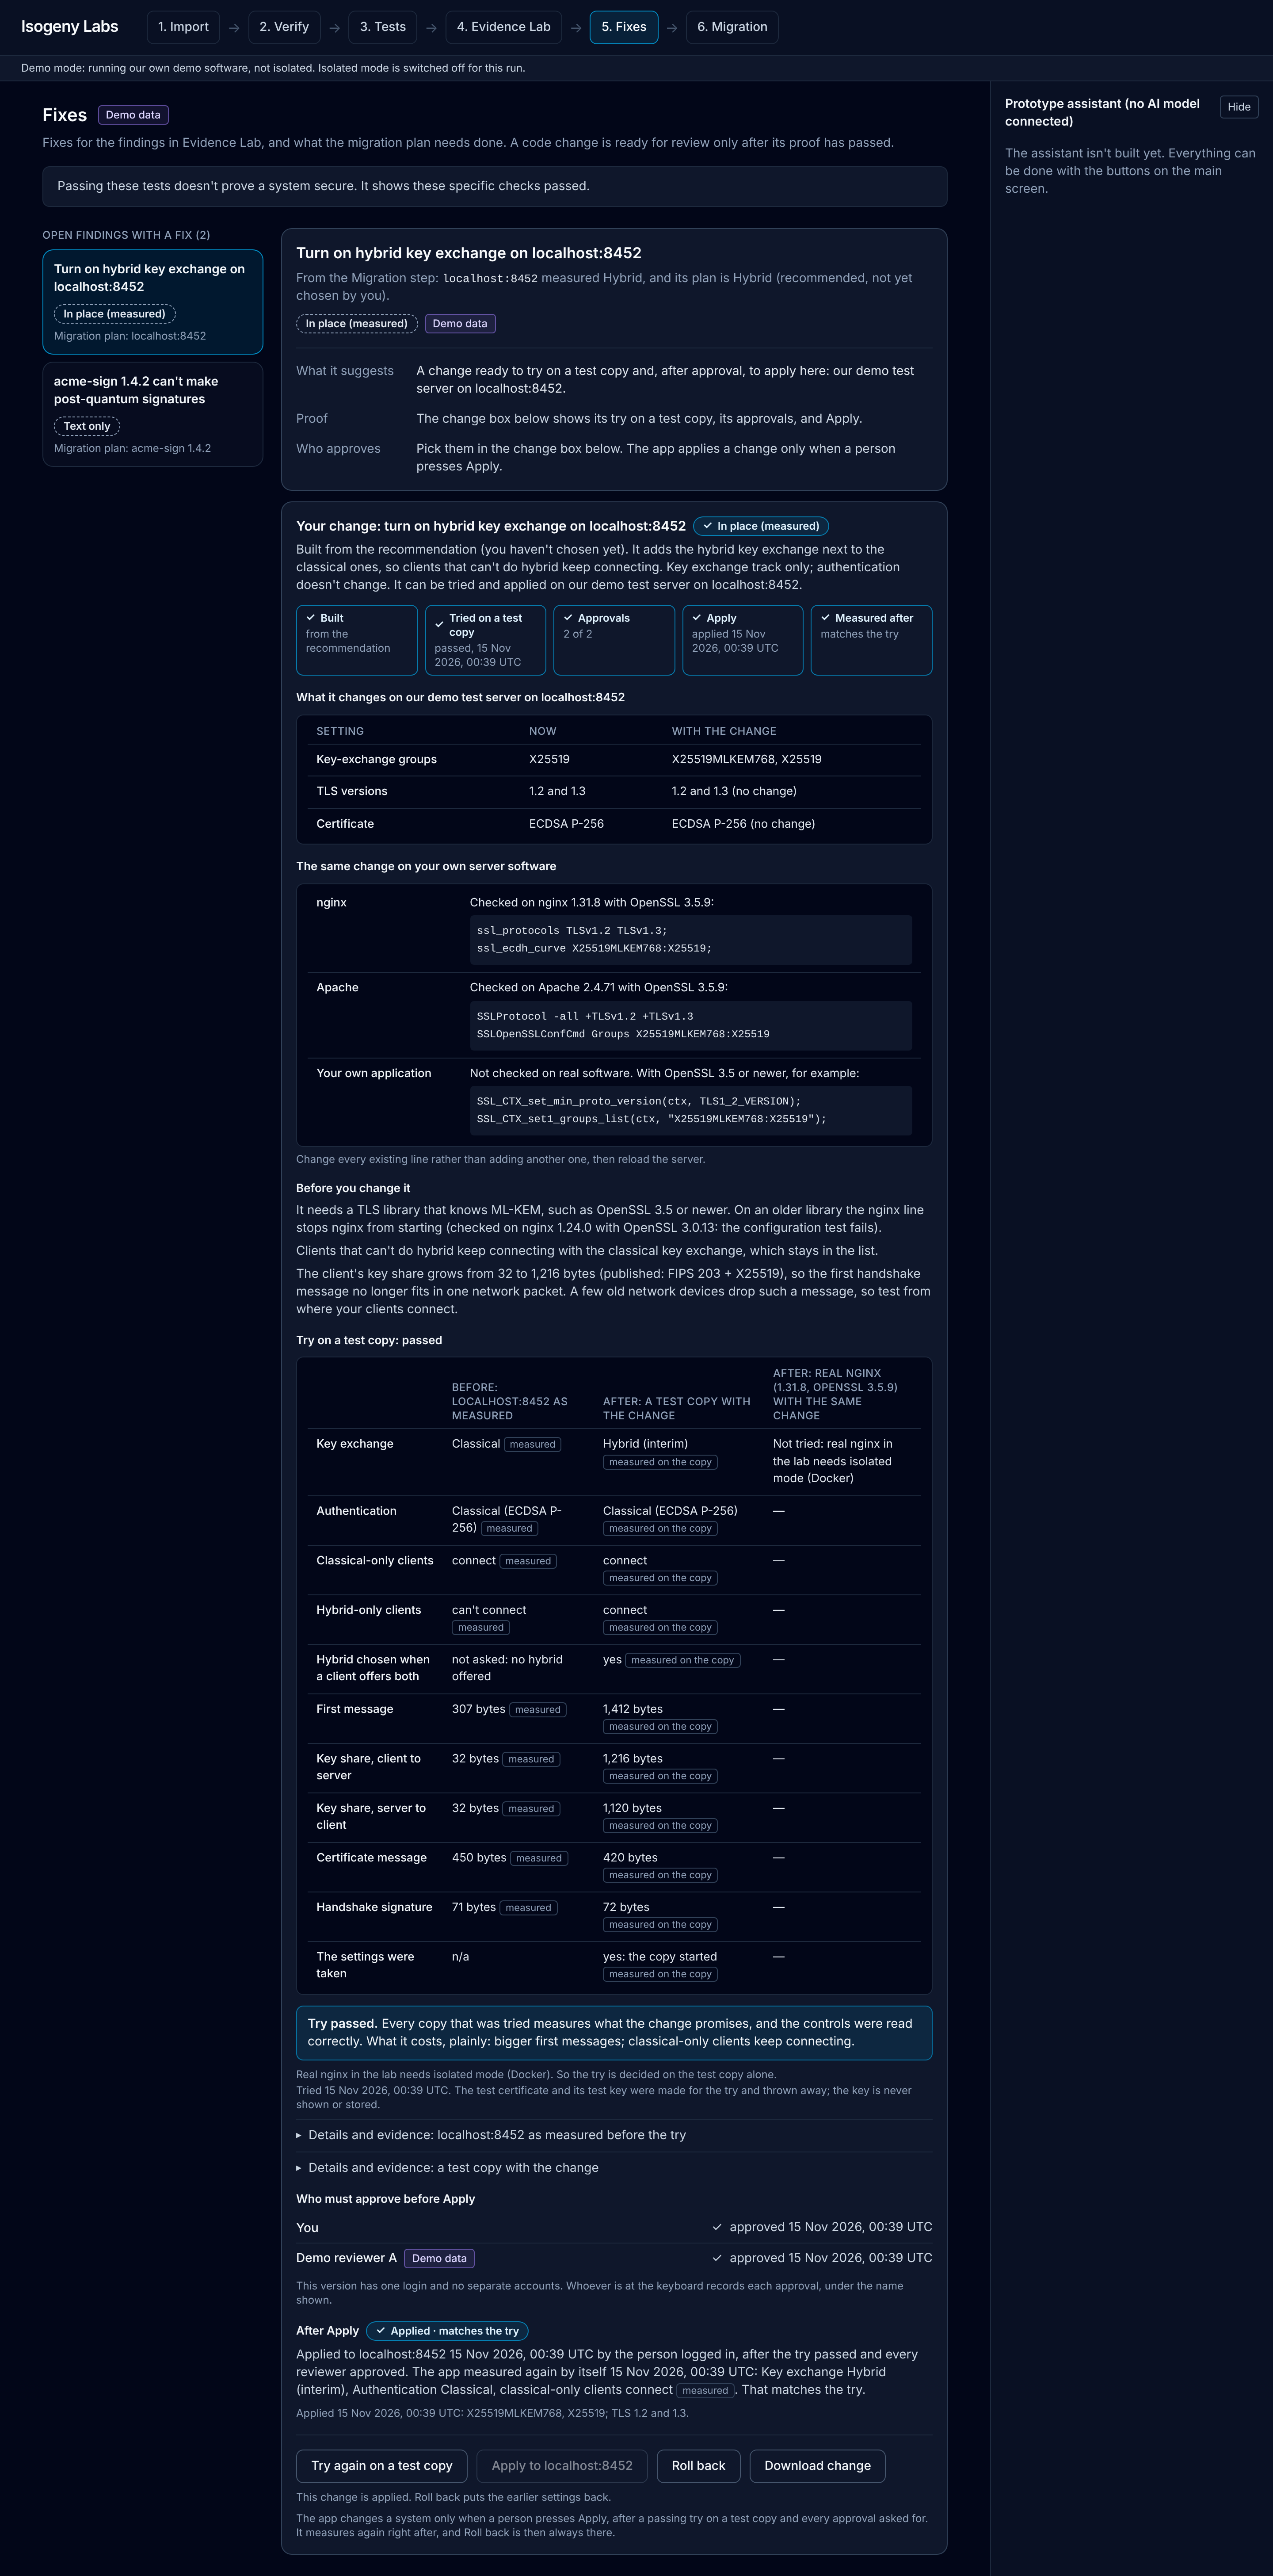 Isogeny Labs
1. Import → 2. Verify → 3. Tests → 4. Evidence Lab → 5. Fixes → 6. Migration
Demo mode: running our own demo software, not isolated. Isolated mode is switched off for this run.
Fixes Demo data
Fixes for the findings in Evidence Lab, and what the migration plan needs done. A code change is ready for review only after its proof has passed.
Passing these tests doesn't prove a system secure. It shows these specific checks passed.
OPEN FINDINGS WITH A FIX (2)
Turn on hybrid key exchange on
localhost:8452
In place (measured)
Migration plan: localhost:8452
acme-sign 1.4.2 can't make
post-quantum signatures
Text only
Migration plan: acme-sign 1.4.2
Turn on hybrid key exchange on localhost:8452
From the Migration step: localhost:8452 measured Hybrid, and its plan is Hybrid (recommended, not yet
chosen by you).
In place (measured) Demo data
What it suggests A change ready to try on a test copy and, after approval, to apply here: our demo test
server on localhost:8452.
Proof The change box below shows its try on a test copy, its approvals, and Apply.
Who approves Pick them in the change box below. The app applies a change only when a person
presses Apply.
Your change: turn on hybrid key exchange on localhost:8452 ✓ In place (measured)
Built from the recommendation (you haven't chosen yet). It adds the hybrid key exchange next to the
classical ones, so clients that can't do hybrid keep connecting. Key exchange track only; authentication
doesn't change. It can be tried and applied on our demo test server on localhost:8452.
✓ Built
from the
recommendation
✓ Tried on a test
copy
passed, 15 Nov
2026, 00:39 UTC
✓ Approvals
2 of 2
✓ Apply
applied 15 Nov
2026, 00:39 UTC
✓ Measured after
matches the try
What it changes on our demo test server on localhost:8452
SETTING NOW WITH THE CHANGE
Key-exchange groups X25519 X25519MLKEM768, X25519
TLS versions 1.2 and 1.3 1.2 and 1.3 (no change)
Certificate ECDSA P-256 ECDSA P-256 (no change)
The same change on your own server software
nginx Checked on nginx 1.31.8 with OpenSSL 3.5.9:
ssl_protocols TLSv1.2 TLSv1.3;
ssl_ecdh_curve X25519MLKEM768:X25519;
Apache Checked on Apache 2.4.71 with OpenSSL 3.5.9:
SSLProtocol -all +TLSv1.2 +TLSv1.3
SSLOpenSSLConfCmd Groups X25519MLKEM768:X25519
Your own application Not checked on real software. With OpenSSL 3.5 or newer, for example:
SSL_CTX_set_min_proto_version(ctx, TLS1_2_VERSION);
SSL_CTX_set1_groups_list(ctx, "X25519MLKEM768:X25519");
Change every existing line rather than adding another one, then reload the server.
Before you change it
It needs a TLS library that knows ML-KEM, such as OpenSSL 3.5 or newer. On an older library the nginx line
stops nginx from starting (checked on nginx 1.24.0 with OpenSSL 3.0.13: the configuration test fails).
Clients that can't do hybrid keep connecting with the classical key exchange, which stays in the list.
The client's key share grows from 32 to 1,216 bytes (published: FIPS 203 + X25519), so the first handshake
message no longer fits in one network packet. A few old network devices drop such a message, so test from
where your clients connect.
Try on a test copy: passed
BEFORE:
LOCALHOST:8452 AS
MEASURED
AFTER: A TEST COPY WITH
THE CHANGE
AFTER: REAL NGINX
(1.31.8, OPENSSL 3.5.9)
WITH THE SAME
CHANGE
Key exchange
Classical measured
Hybrid (interim)
measured on the copy
Not tried: real nginx in
the lab needs isolated
mode (Docker)
Authentication
Classical (ECDSA P-
256) measured
Classical (ECDSA P-256)
measured on the copy
—
Classical-only clients
connect measured
connect
measured on the copy
—
Hybrid-only clients
can't connect
measured
connect
measured on the copy
—
Hybrid chosen when
a client offers both
not asked: no hybrid
offered
yes measured on the copy
—
First message
307 bytes measured
1,412 bytes
measured on the copy
—
Key share, client to
server
32 bytes measured
1,216 bytes
measured on the copy
—
Key share, server to
client
32 bytes measured
1,120 bytes
measured on the copy
—
Certificate message
450 bytes measured
420 bytes
measured on the copy
—
Handshake signature
71 bytes measured
72 bytes
measured on the copy
—
The settings were
taken
n/a
yes: the copy started
measured on the copy
—
Try passed. Every copy that was tried measures what the change promises, and the controls were read
correctly. What it costs, plainly: bigger first messages; classical-only clients keep connecting.
Real nginx in the lab needs isolated mode (Docker). So the try is decided on the test copy alone.
Tried 15 Nov 2026, 00:39 UTC. The test certificate and its test key were made for the try and thrown away; the key is never
shown or stored.
▸ Details and evidence: localhost:8452 as measured before the try
▸ Details and evidence: a test copy with the change
Who must approve before Apply
You ✓ approved 15 Nov 2026, 00:39 UTC
Demo reviewer A Demo data ✓ approved 15 Nov 2026, 00:39 UTC
This version has one login and no separate accounts. Whoever is at the keyboard records each approval, under the name
shown.
After Apply ✓ Applied · matches the try
Applied to localhost:8452 15 Nov 2026, 00:39 UTC by the person logged in, after the try passed and every
reviewer approved. The app measured again by itself 15 Nov 2026, 00:39 UTC: Key exchange Hybrid
(interim), Authentication Classical, classical-only clients connect measured. That matches the try.
Applied 15 Nov 2026, 00:39 UTC: X25519MLKEM768, X25519; TLS 1.2 and 1.3.
Try again on a test copy Apply to localhost:8452 Roll back Download change
This change is applied. Roll back puts the earlier settings back.
The app changes a system only when a person presses Apply, after a passing try on a test copy and every approval asked for.
It measures again right after, and Roll back is then always there.
Prototype assistant (no AI model
connected)
Hide
The assistant isn't built yet. Everything can
be done with the buttons on the main
screen.